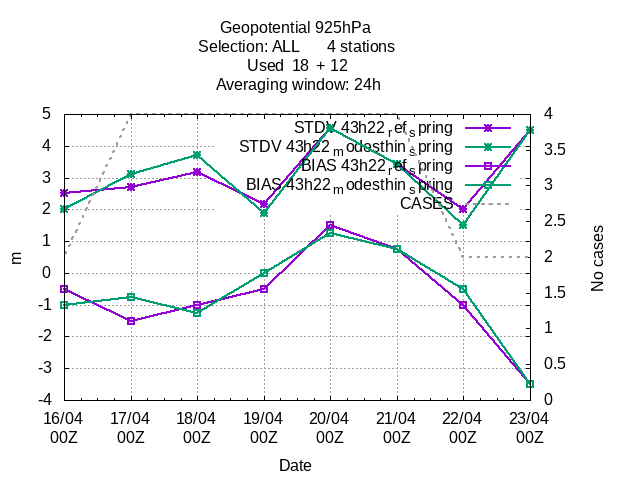 Geopotential 925hPa
Selection: ALL 4 stations
Used 18 + 12
Averaging window: 24h
5
4
3
2
1
0
-1
-2
-3
-4
m
4
3.5
3
2.5
2
1.5
1
0.5
0
No cases
STDV 43h22_ref_spring
STDV 43h22_modesthin_spring
BIAS 43h22_ref_spring
BIAS 43h22_modesthin_spring
CASES
16/04 17/04 18/04 19/04 20/04 21/04 22/04 23/04
00Z 00Z 00Z 00Z 00Z 00Z 00Z 00Z
Date